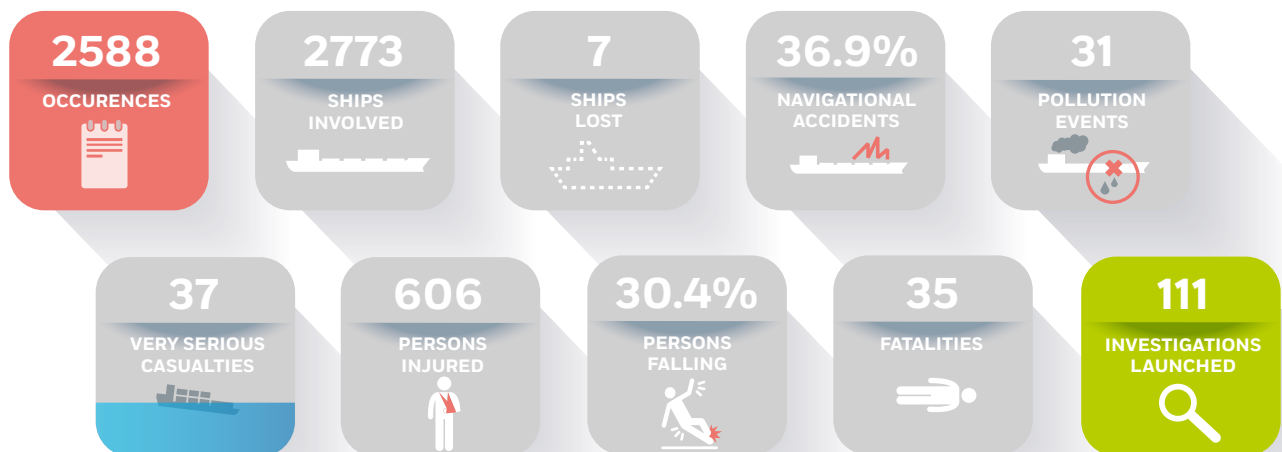 2588
OCCURENCES
2773
SHIPS
INVOLVED
7
SHIPS
LOST
36.9%
NAVIGATIONAL
ACCIDENTS
31
POLLUTION
EVENTS
37
VERY SERIOUS
CASUALTIES
606
PERSONS
INJURED
30.4%
PERSONS
FALLING
35
FATALITIES
111
INVESTIGATIONS
LAUNCHED